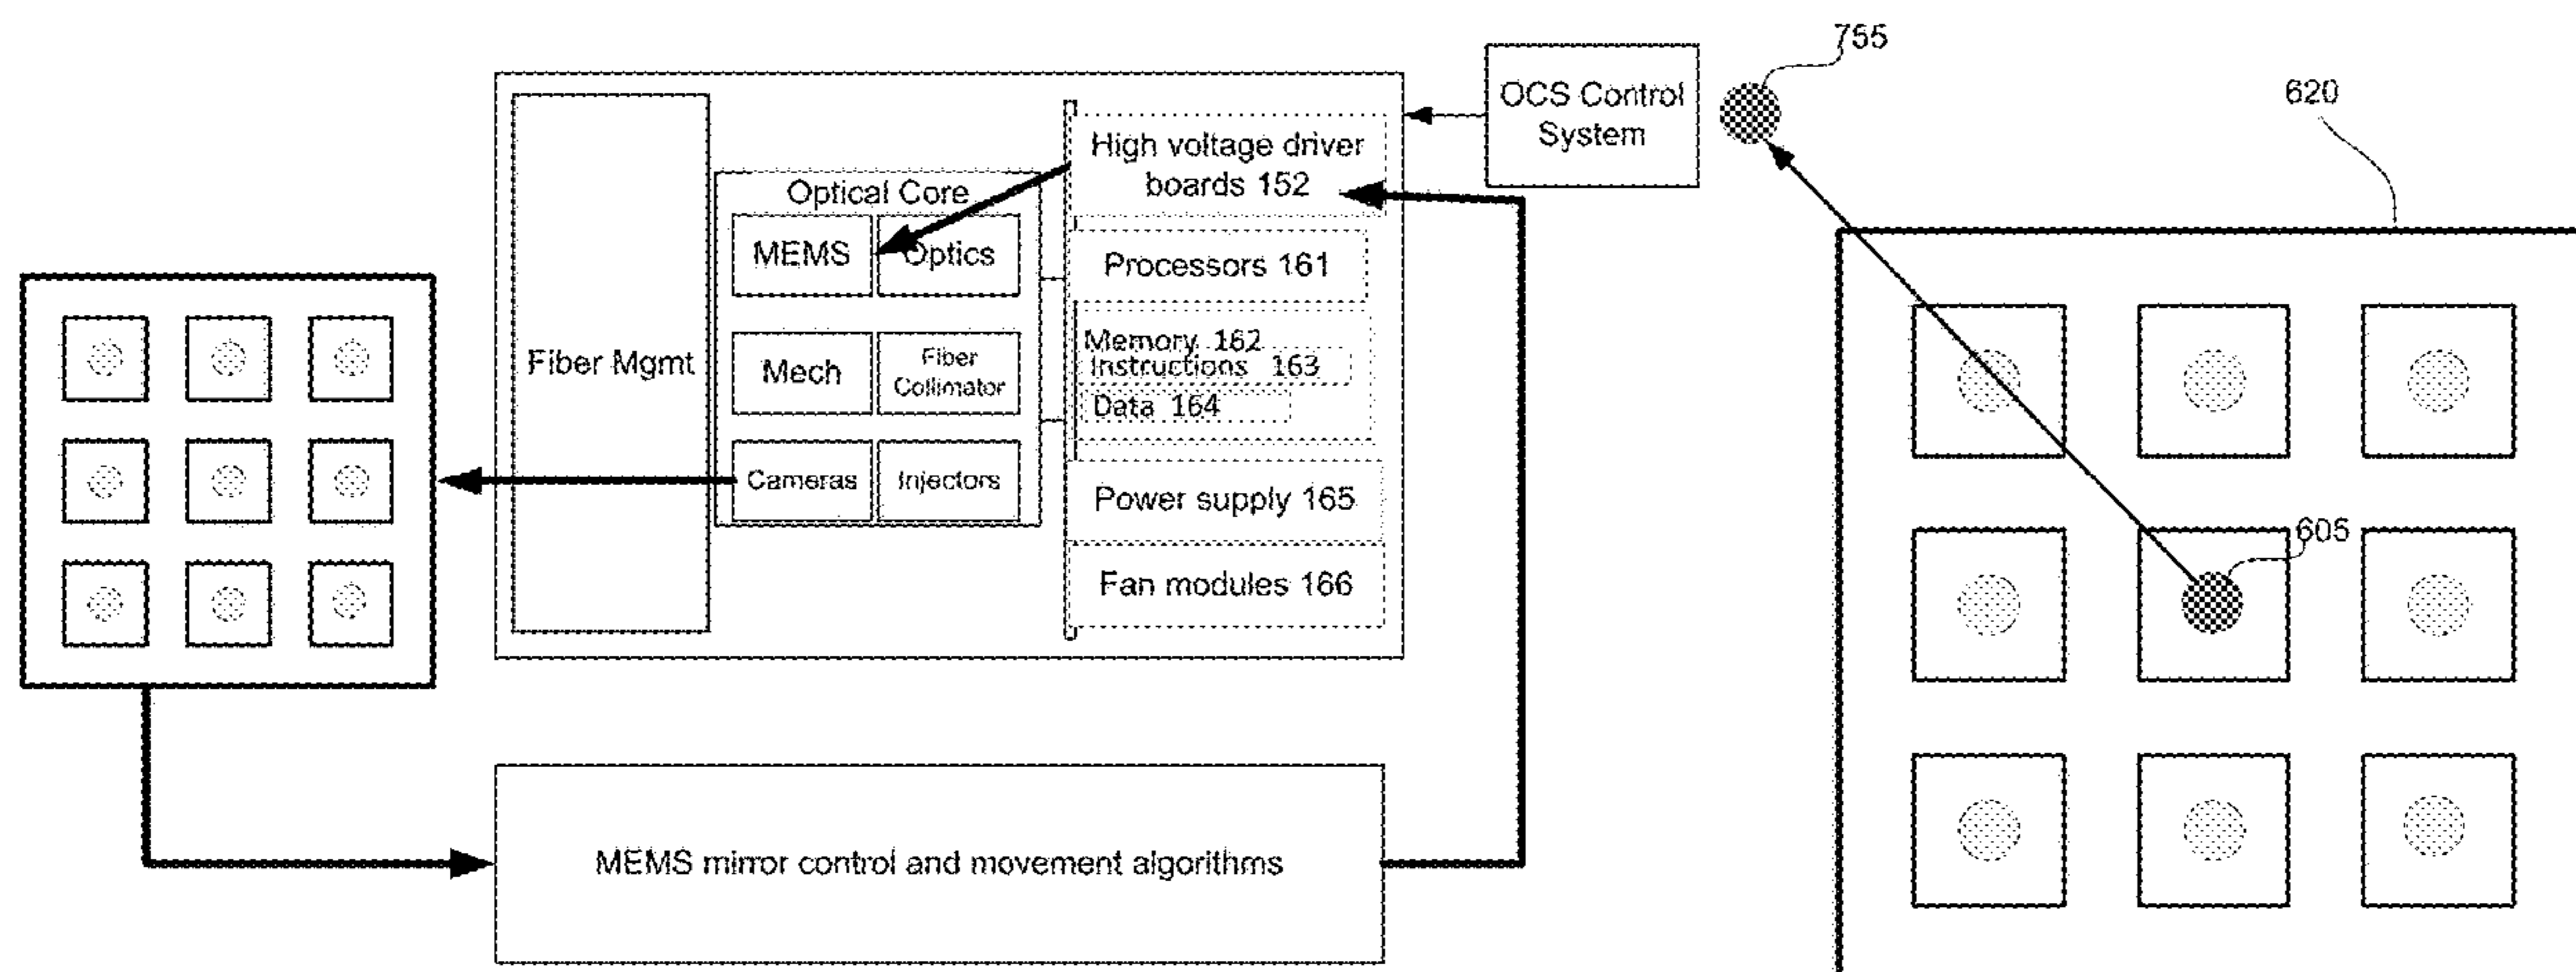 755
OCS Control
System
620
High voltage driver
boards 152
Optical Core
MEMS
Optics
Processors 161
Memory 162
Instructions 163
Data 164
Fiber Mgmt
Mech
Fiber
Collimator
Cameras
Injectors
Power supply 165
Fan modules 166
605
MEMS mirror control and movement algorithms